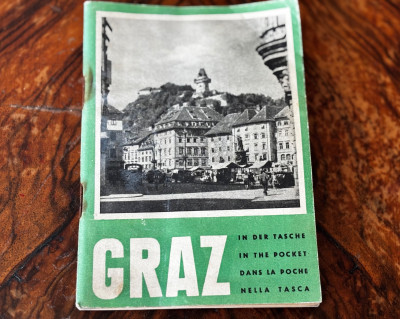 GRAZ
IN DER TASCHE
IN THE POCKET
DANS LA POCHE
NELLA TASCA